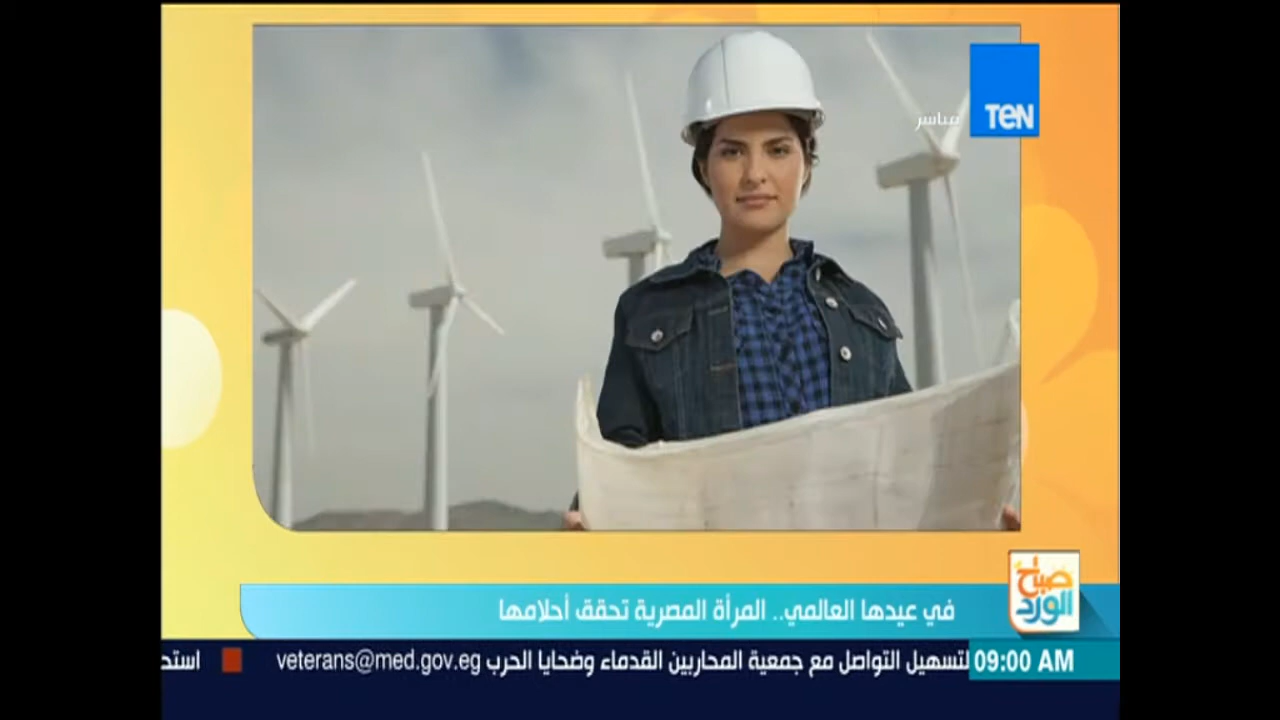 TEN
مباشر
صباح
الورد
في عيدها العالمي.. المرأة المصرية تحقق أحلامها
09:00 AM
لتسهيل التواصل مع جمعية المحاربين القدماء وضحايا الحرب veterans@med.gov.eg